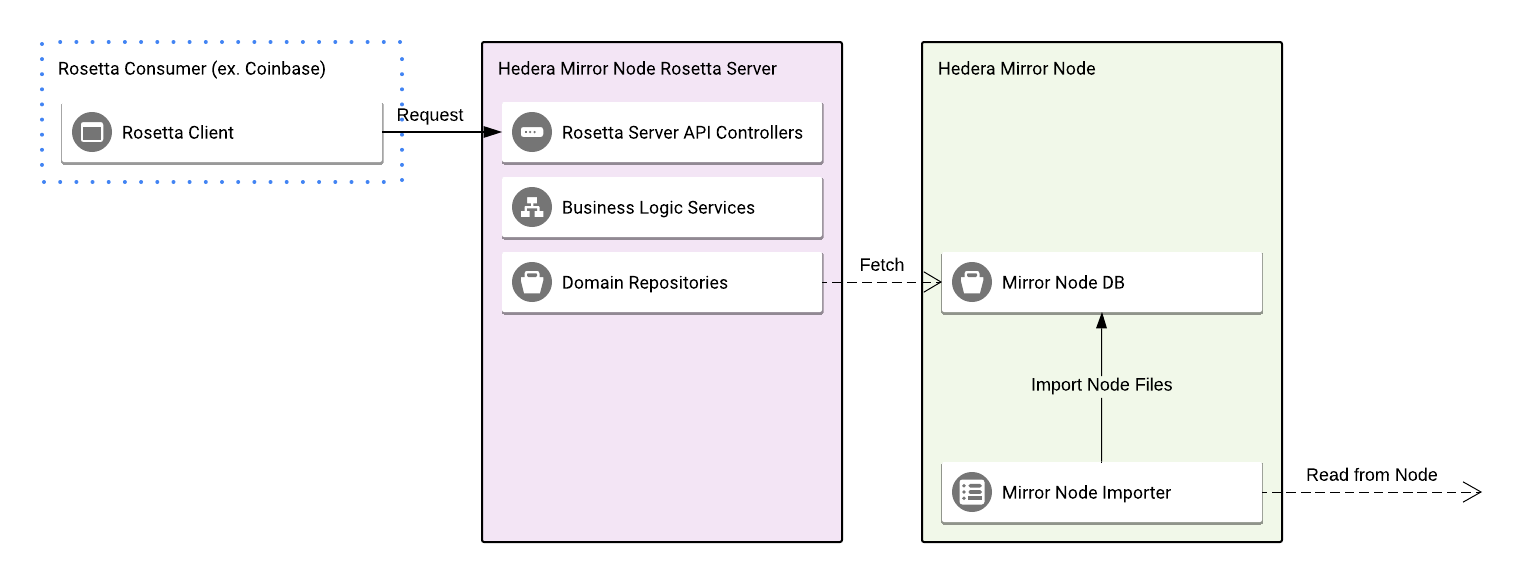 Rosetta Consumer (ex. Coinbase)
Rosetta Client
Request
Hedera Mirror Node Rosetta Server
Rosetta Server API Controllers
Business Logic Services
Domain Repositories
Fetch
Hedera Mirror Node
Mirror Node DB
Import Node Files
Mirror Node Importer
Read from Node